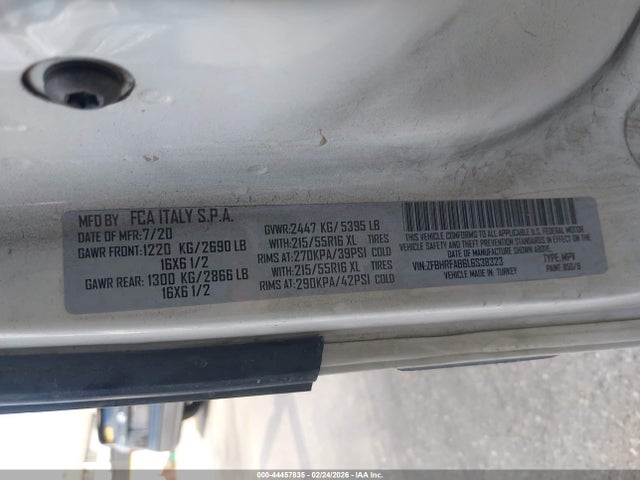 MFD BY FCA ITALY S.P.A.
DATE OF MFR:7/20
GAWR FRONT:1220 KG/2690 LB
16X6 1/2
GAWR REAR:1300 KG/2866 LB
16X6 1/2
GVWR:2447 KG/5395 LB
WITH:215/55R16 XL TIRES
RIMS AT:270KPA/39PSI COLD
WITH:215/55R16 XL TIRES
RIMS AT:290KPA/42PSI COLD
THIS VEHICLE CONFORMS TO ALL APPLICABLE
U.S.A. FEDERAL MOTOR VEHICLE SAFETY
STANDARDS IN EFFECT ON THE DATE OF
MANUFACTURE SHOWN ABOVE.
VIN:ZFBHRFAB6L6S38323 TYPE: MPV
VEHICLE MADE IN: TURKEY PAINT:
000-44457835 - 02/24/2026 - IAA Inc.